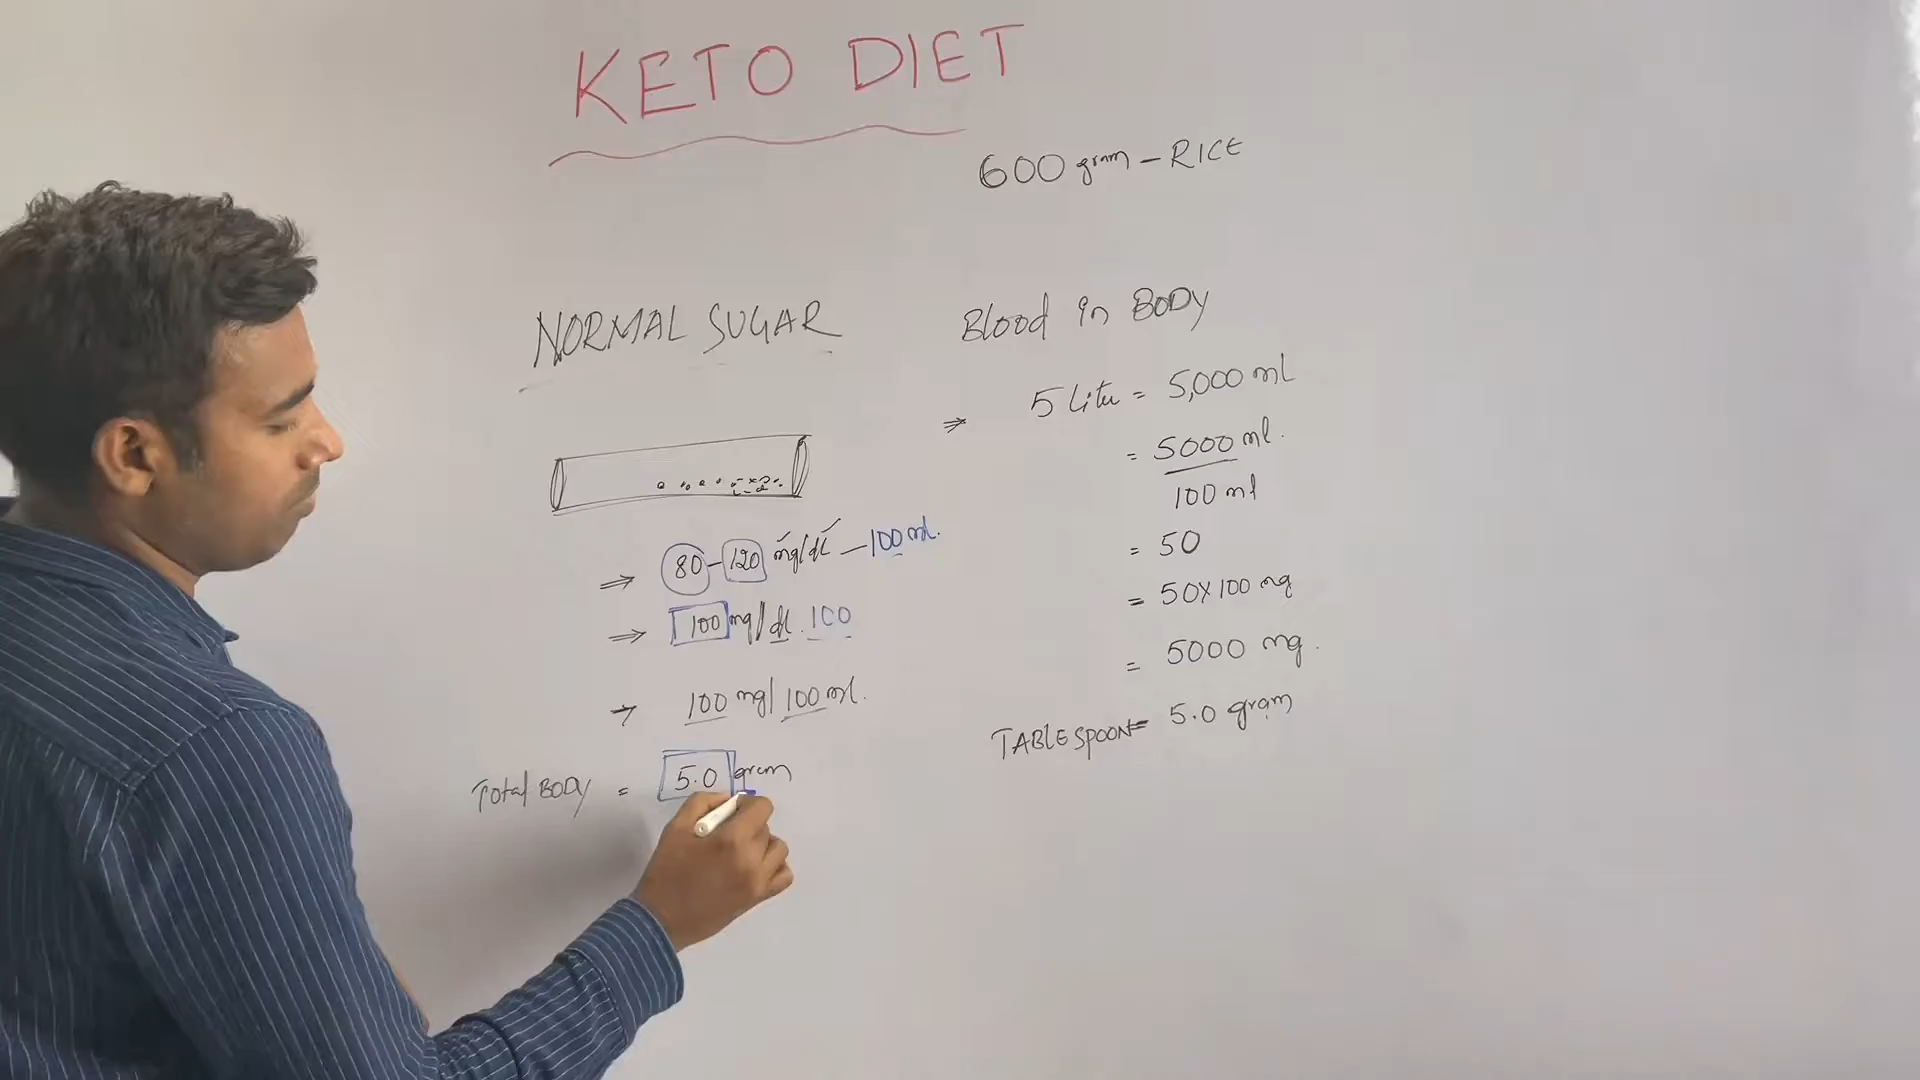 KETO DIET
600 gram - RICE
NORMAL SUGAR
⇒ 80 - 120 mg/dl - 100 ml.
⇒ 100 mg/dl. 100
→ 100 mg/100 ml.
Total BODY = 5.0 gram
Blood in BODY
⇒ 5 Litre = 5,000 ml
= 5000 ml.
100 ml
= 50
= 50 x 100 mg
= 5000 mg.
TABLE SPOON = 5.0 gram